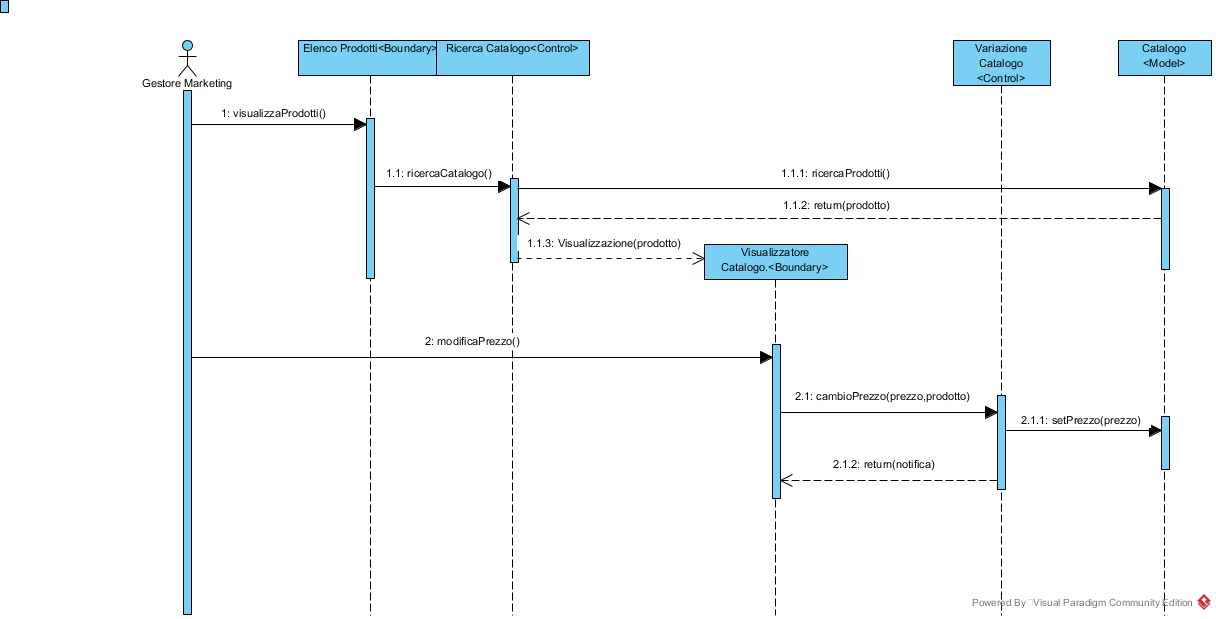 Elenco Prodotti<Boundary>
Ricerca Catalogo<Control>
Variazione
Catalogo
<Control>
Catalogo
<Model>
Gestore Marketing
1: visualizzaProdotti()
1.1: ricercaCatalogo()
1.1.1: ricercaProdotti()
1.1.2: return(prodotto)
1.1.3: Visualizzazione(prodotto)
Visualizzatore
Catalogo.<Boundary>
2: modificaPrezzo()
2.1: cambioPrezzo(prezzo,prodotto)
2.1.1: setPrezzo(prezzo)
2.1.2: return(notifica)
Powered By Visual Paradigm Community Edition